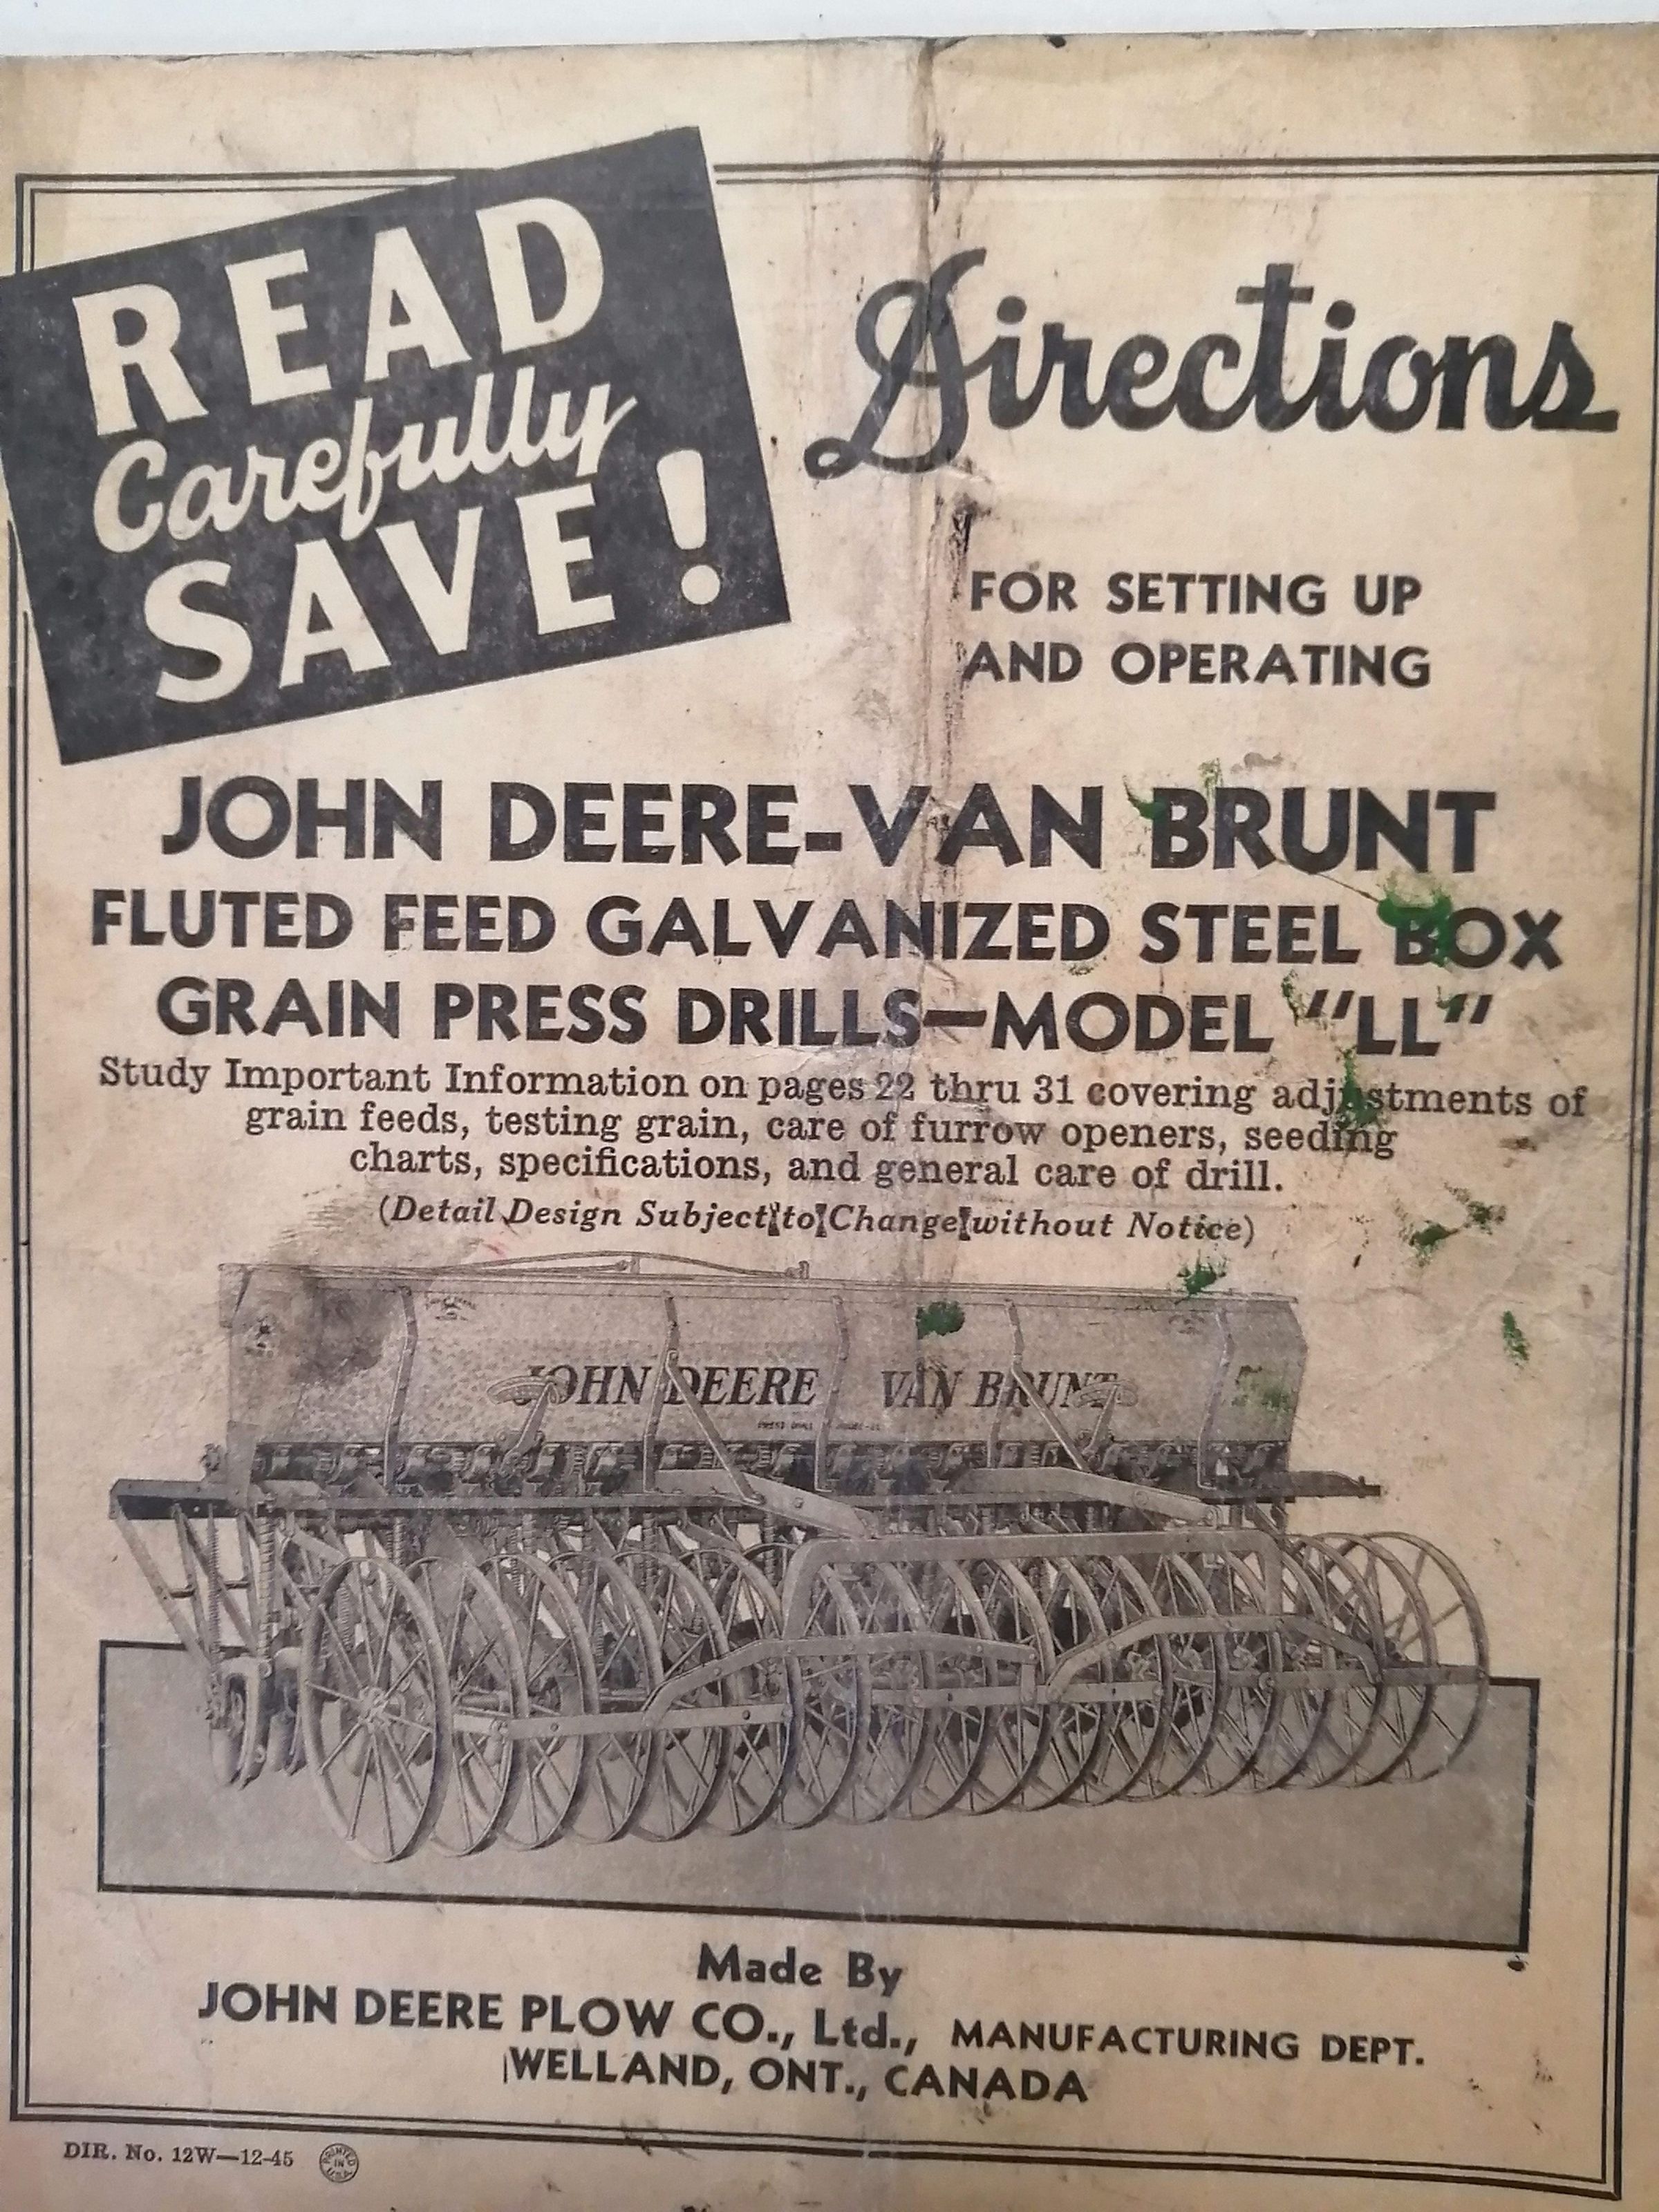 READ
Carefully
SAVE!
Directions
FOR SETTING UP
AND OPERATING
JOHN DEERE-VAN BRUNT
FLUTED FEED GALVANIZED STEEL BOX
GRAIN PRESS DRILLS—MODEL "LL"
Study Important Information on pages 22 thru 31 covering adjustments of
grain feeds, testing grain, care of furrow openers, seeding
charts, specifications, and general care of drill.
(Detail Design Subject to Change without Notice)
JOHN DEERE VAN BRUNT
Made By
JOHN DEERE PLOW CO., Ltd., MANUFACTURING DEPT.
WELLAND, ONT., CANADA
DIR. No. 12W—12-45 PRINTED IN U.S.A.